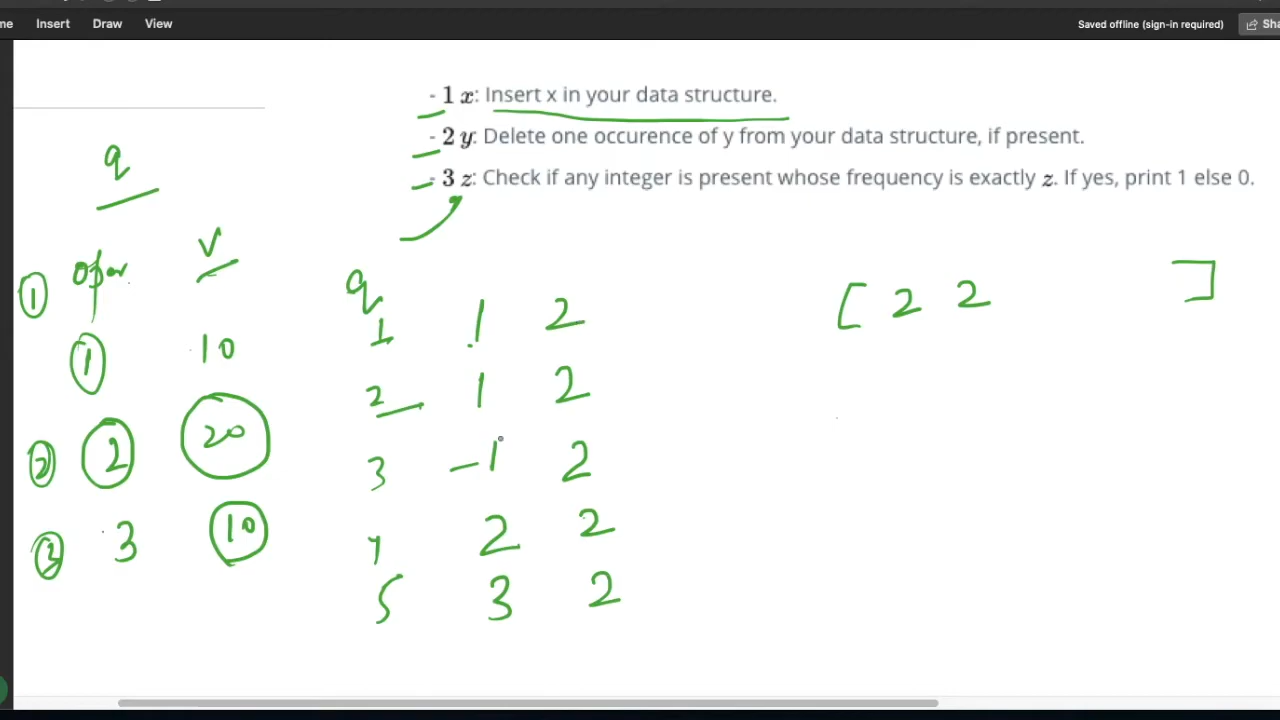 me Insert Draw View Saved offline (sign-in required) Sha
- 1 x: Insert x in your data structure.
- 2 y: Delete one occurence of y from your data structure, if present.
- 3 z: Check if any integer is present whose frequency is exactly z. If yes, print 1 else 0.
q
1 oper v
1 10
2 2 20
3 3 10
q
1 1 2
2 1 2
3 -1 2
4 2 2
5 3 2
[ 2 2 ]